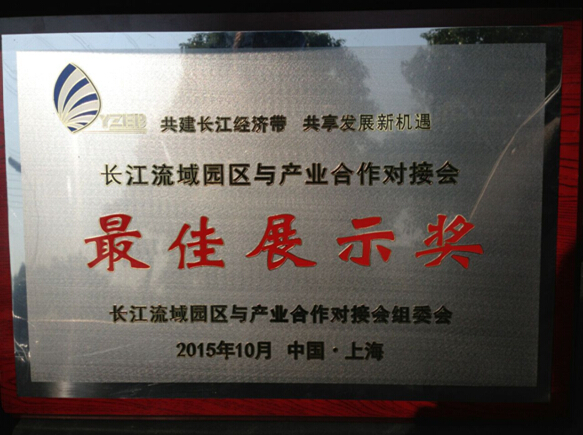 共建长江经济带 共享发展新机遇
长江流域园区与产业合作对接会
最佳展示奖
长江流域园区与产业合作对接会组委会
2015年10月 中国·上海